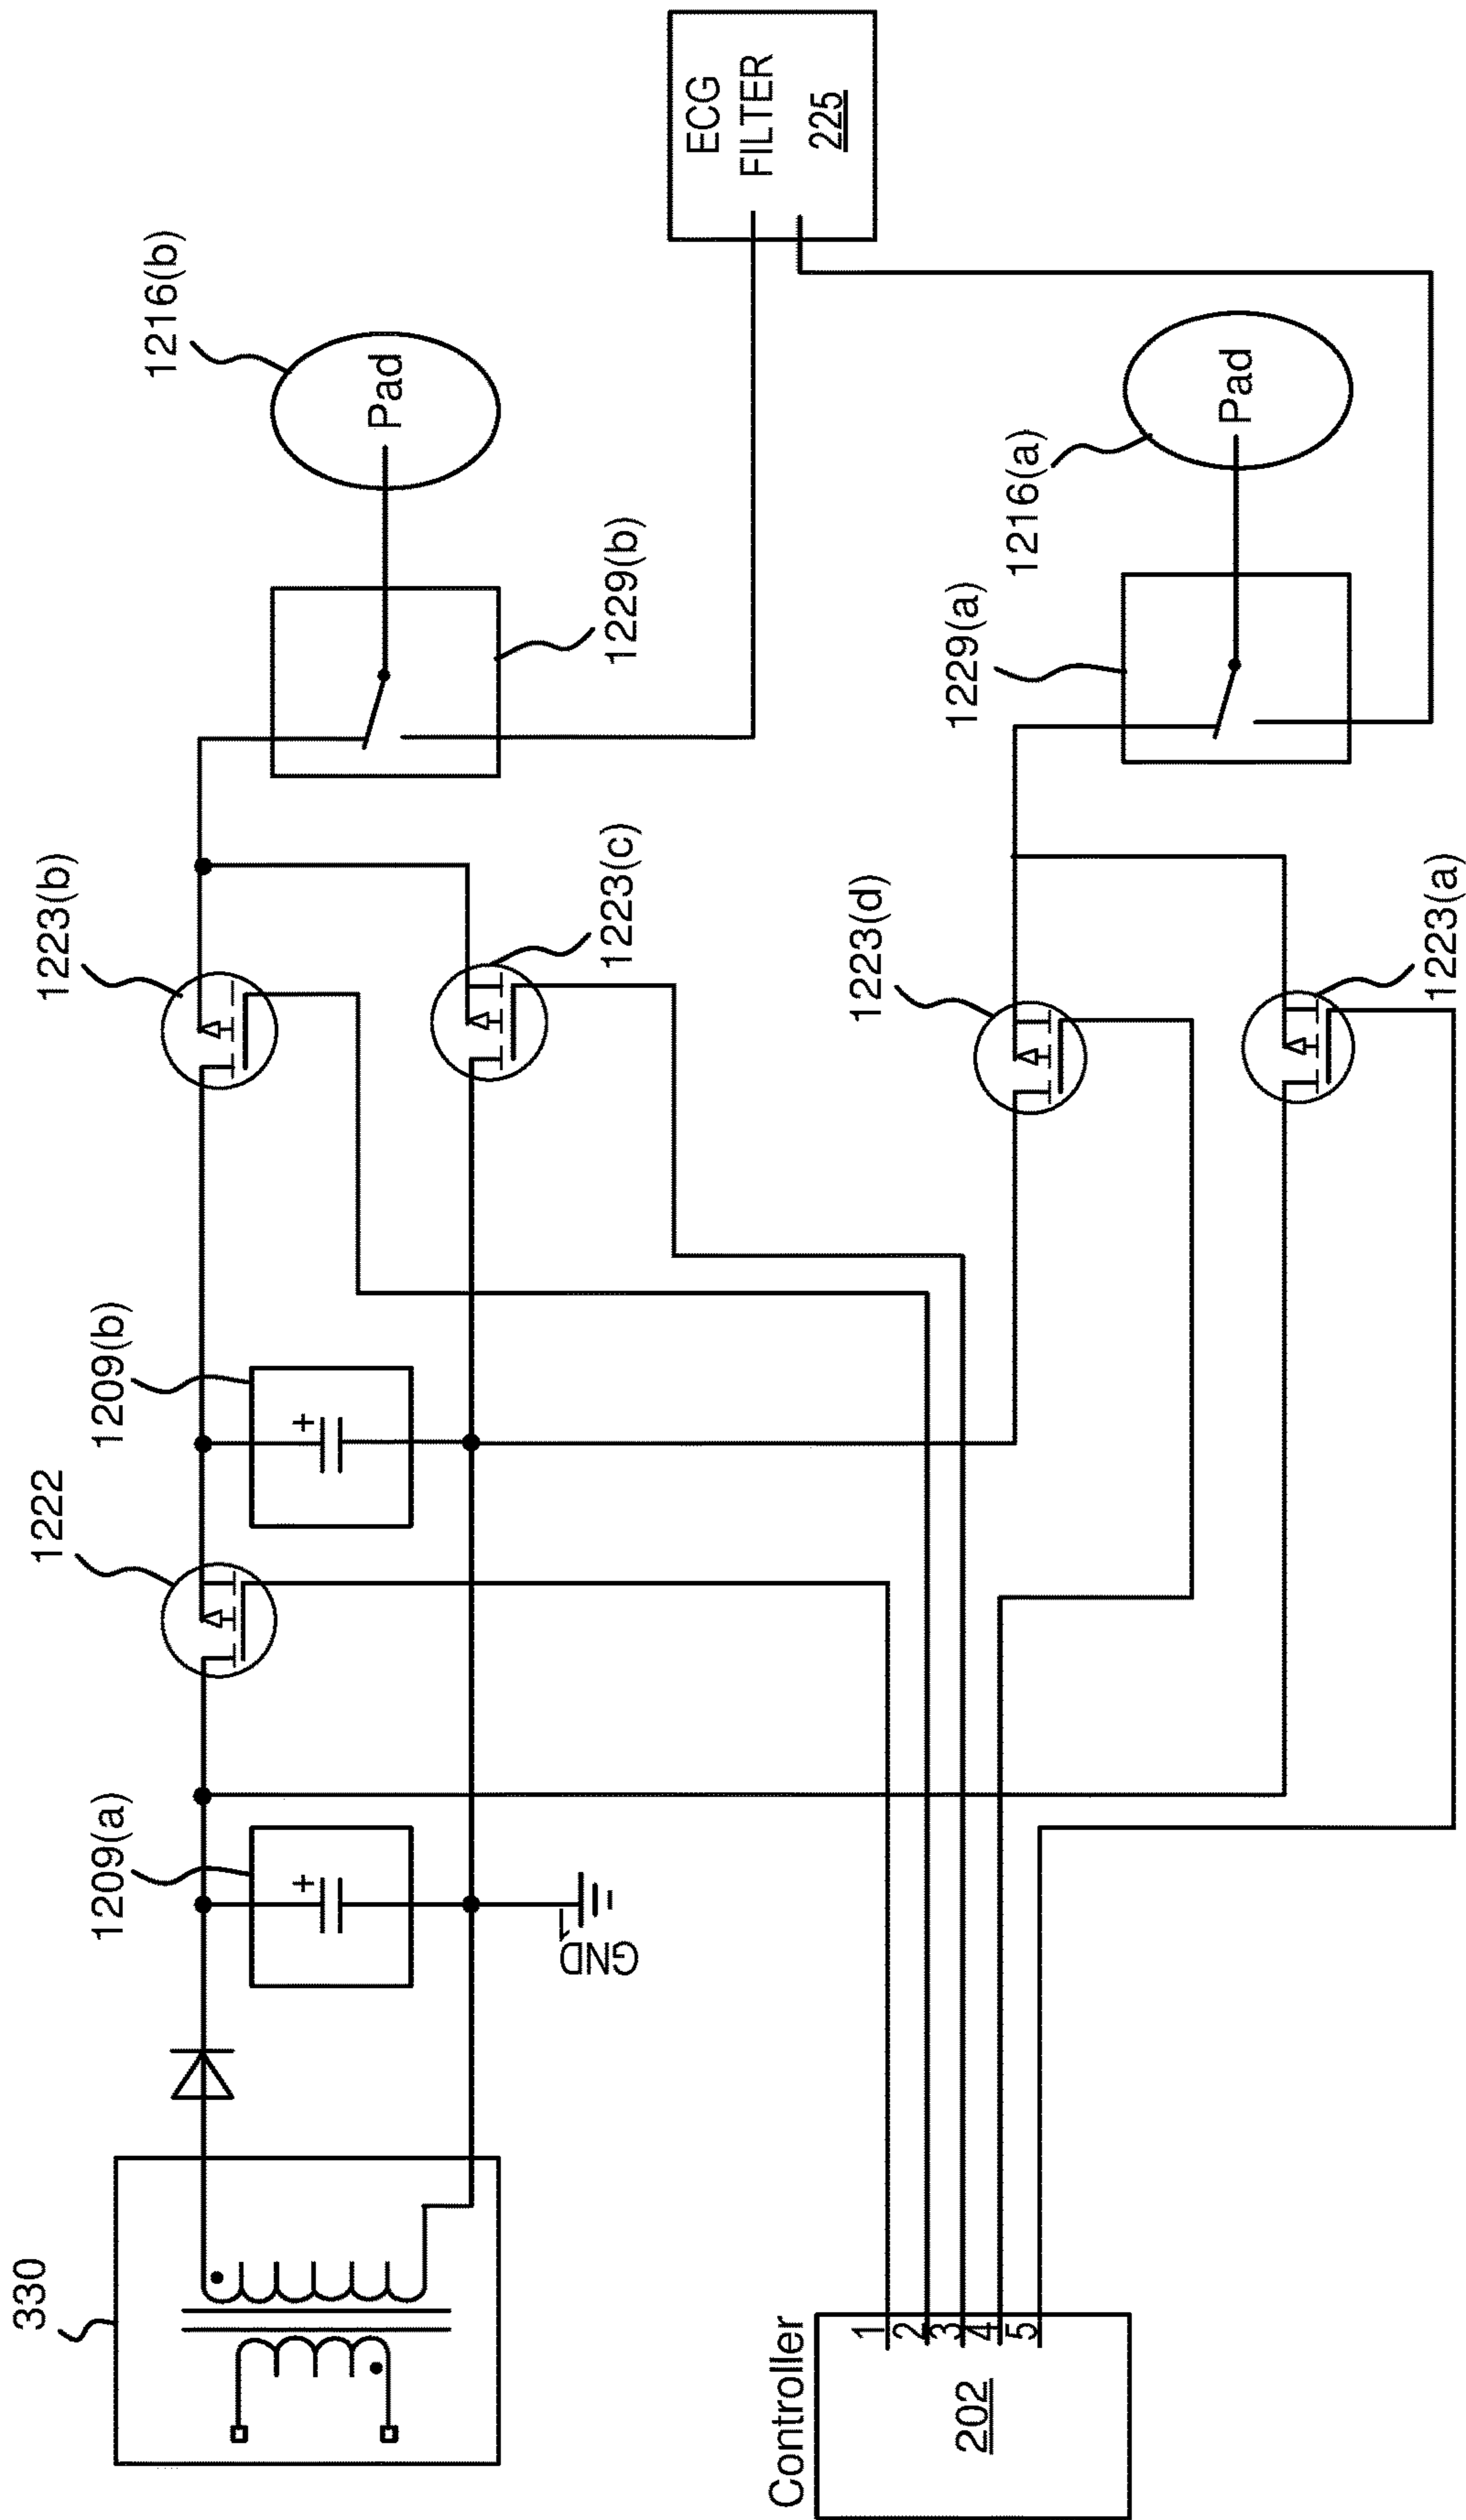 330
1209(a)
1222
1209(b)
1223(b)
1216(b)
+
+
Pad
GND
1
1223(c)
1229(b)
ECG
FILTER
225
Controller
202
1
2
3
4
5
1223(d)
1229(a)
1216(a)
Pad
1223(a)